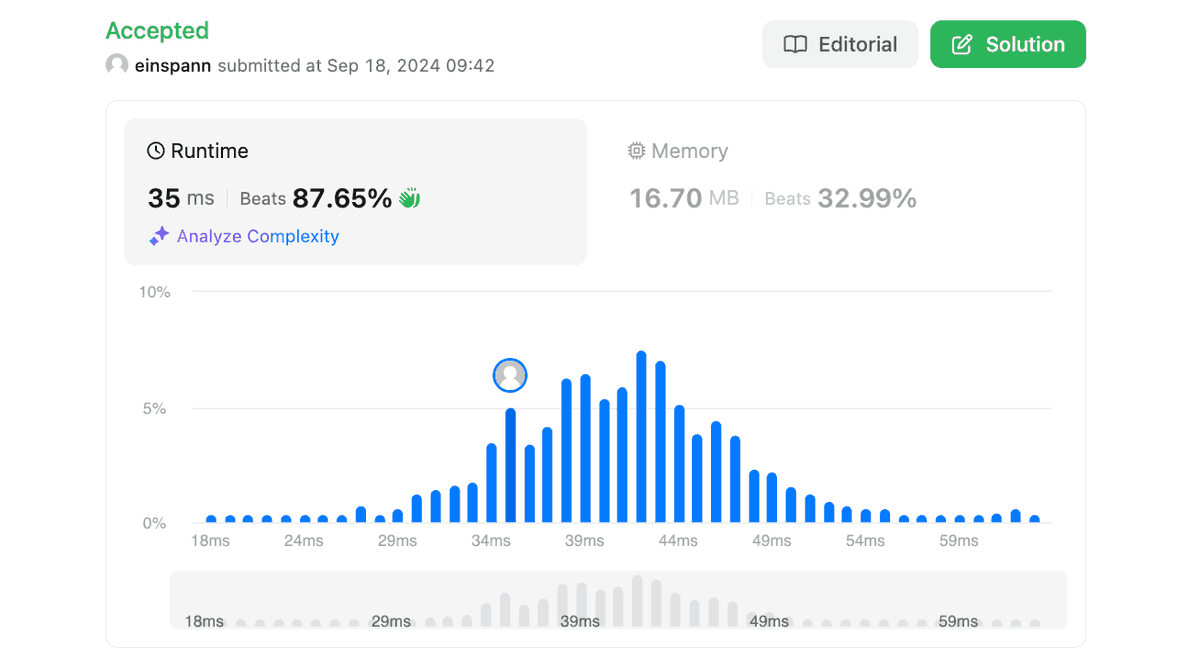 Accepted
einspann submitted at Sep 18, 2024 09:42
Editorial
Solution
Runtime
35 ms Beats 87.65%
Analyze Complexity
Memory
16.70 MB Beats 32.99%
10%
5%
0%
18ms 24ms 29ms 34ms 39ms 44ms 49ms 54ms 59ms
18ms 29ms 39ms 49ms 59ms